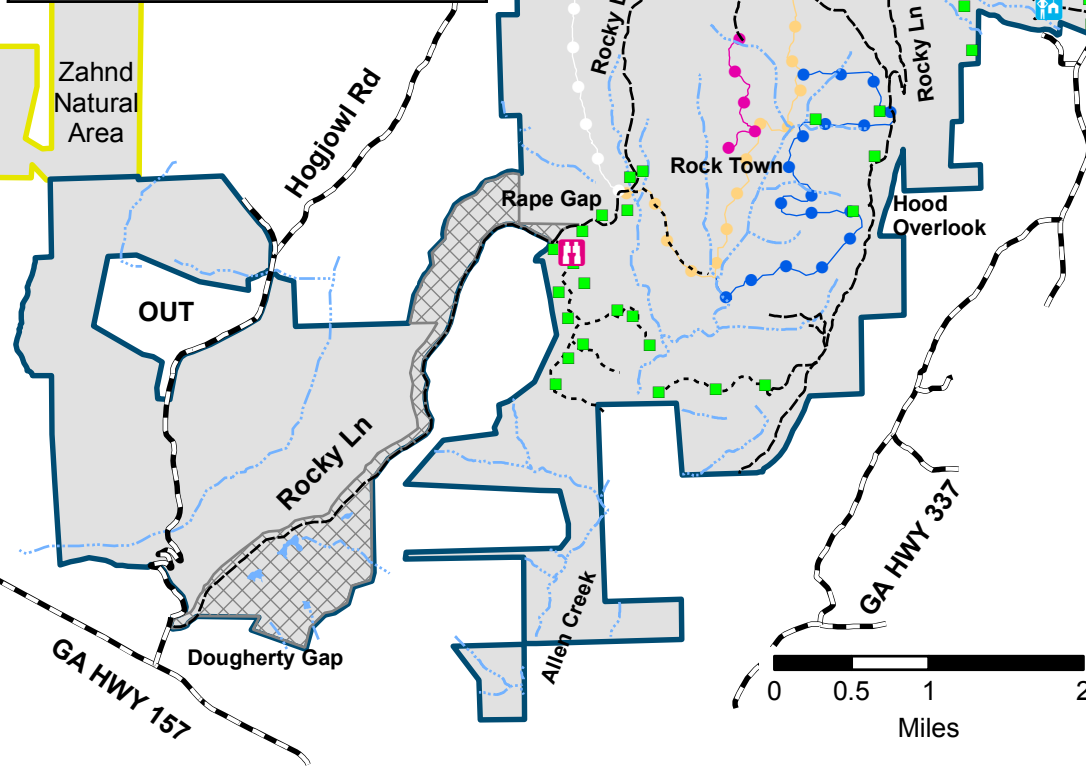 Rocky L
Rocky Ln
Zahnd
Natural
Area
Hogjowl Rd
Rock Town
Rape Gap
Hood
Overlook
OUT
Rocky Ln
GA HWY 337
Allen Creek
Dougherty Gap
GA HWY 157
0 0.5 1 2
Miles